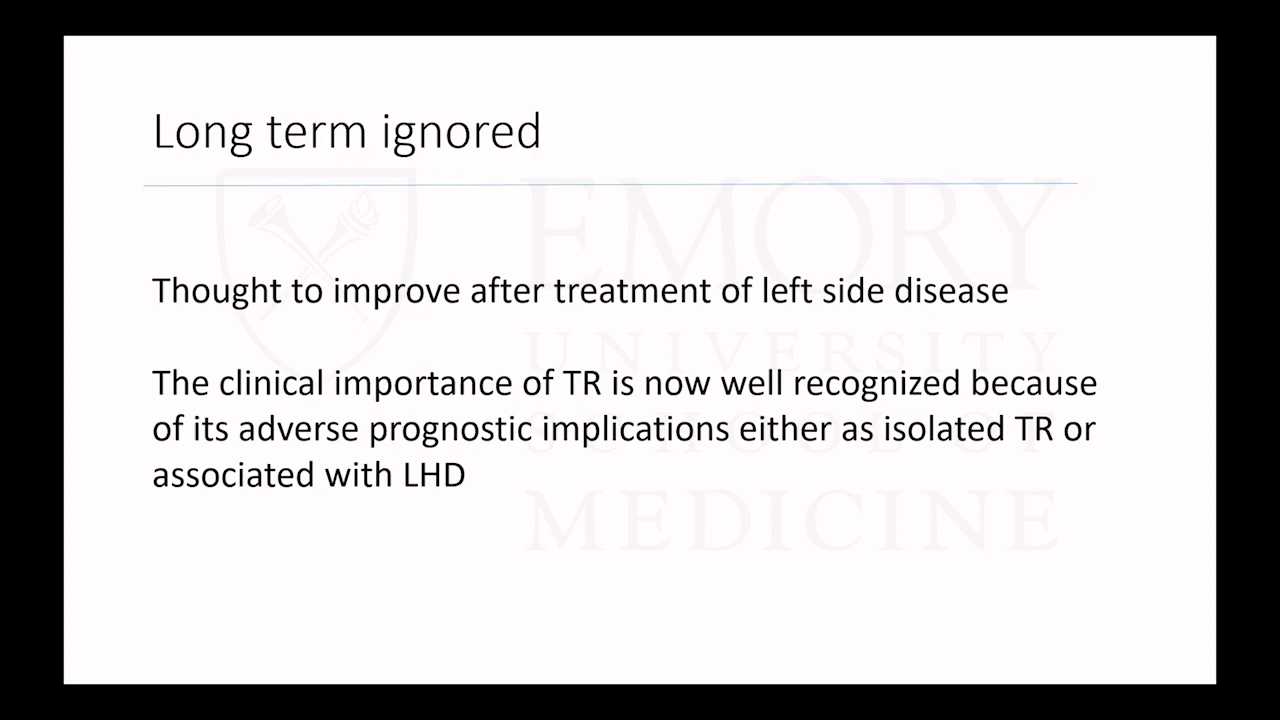 Long term ignored
Thought to improve after treatment of left side disease
The clinical importance of TR is now well recognized because
of its adverse prognostic implications either as isolated TR or
associated with LHD
EMORY
UNIVERSITY
SCHOOL OF
MEDICINE